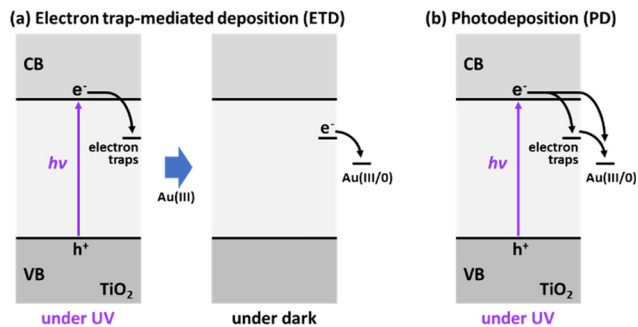 (a) Electron trap-mediated deposition (ETD)
CB
e⁻
electron
traps
hν
h⁺
VB
TiO₂
under UV
Au(III)
e⁻
Au(III/0)
under dark
(b) Photodeposition (PD)
CB
e⁻
electron
traps
Au(III/0)
hν
h⁺
VB
TiO₂
under UV